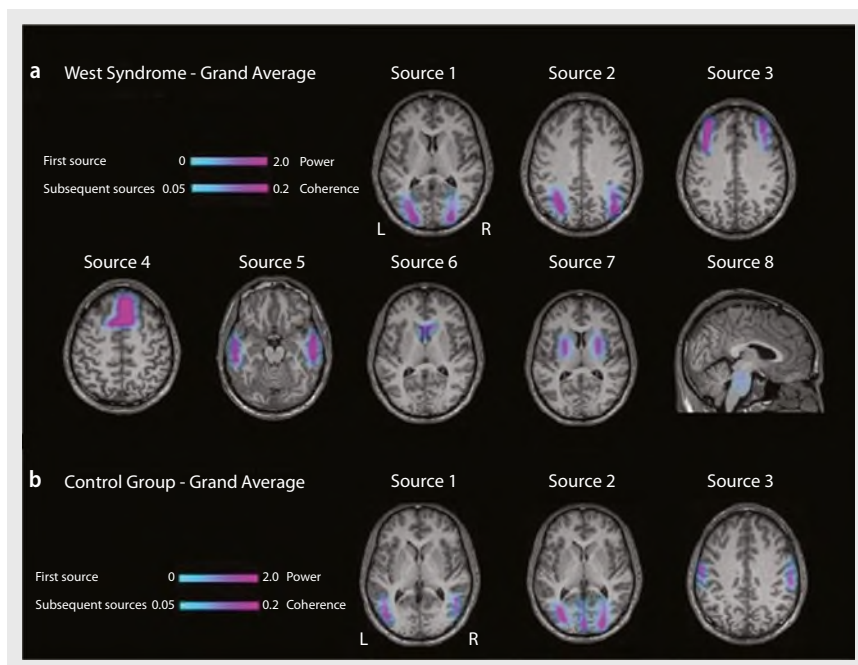 a West Syndrome - Grand Average Source 1 Source 2 Source 3
First source 0 2.0 Power
Subsequent sources 0.05 0.2 Coherence
L R
Source 4 Source 5 Source 6 Source 7 Source 8
b Control Group - Grand Average Source 1 Source 2 Source 3
First source 0 2.0 Power
Subsequent sources 0.05 0.2 Coherence
L R